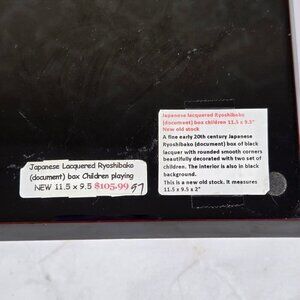 Japanese Lacquered Ryoshibako
(document) box Children playing
NEW 11.5 x 9.5 $105.99 97
Japanese lacquered Ryoshibako
(document) box children 11.5 x 9.5"
New old stock
A fine early 20th century Japanese
Ryoshibako (document) box of black
lacquer with rounded smooth corners
beautifully decorated with two set of
children. The interior is also in black
background.
This is a new old stock. It measures
11.5 x 9.5 x 2"